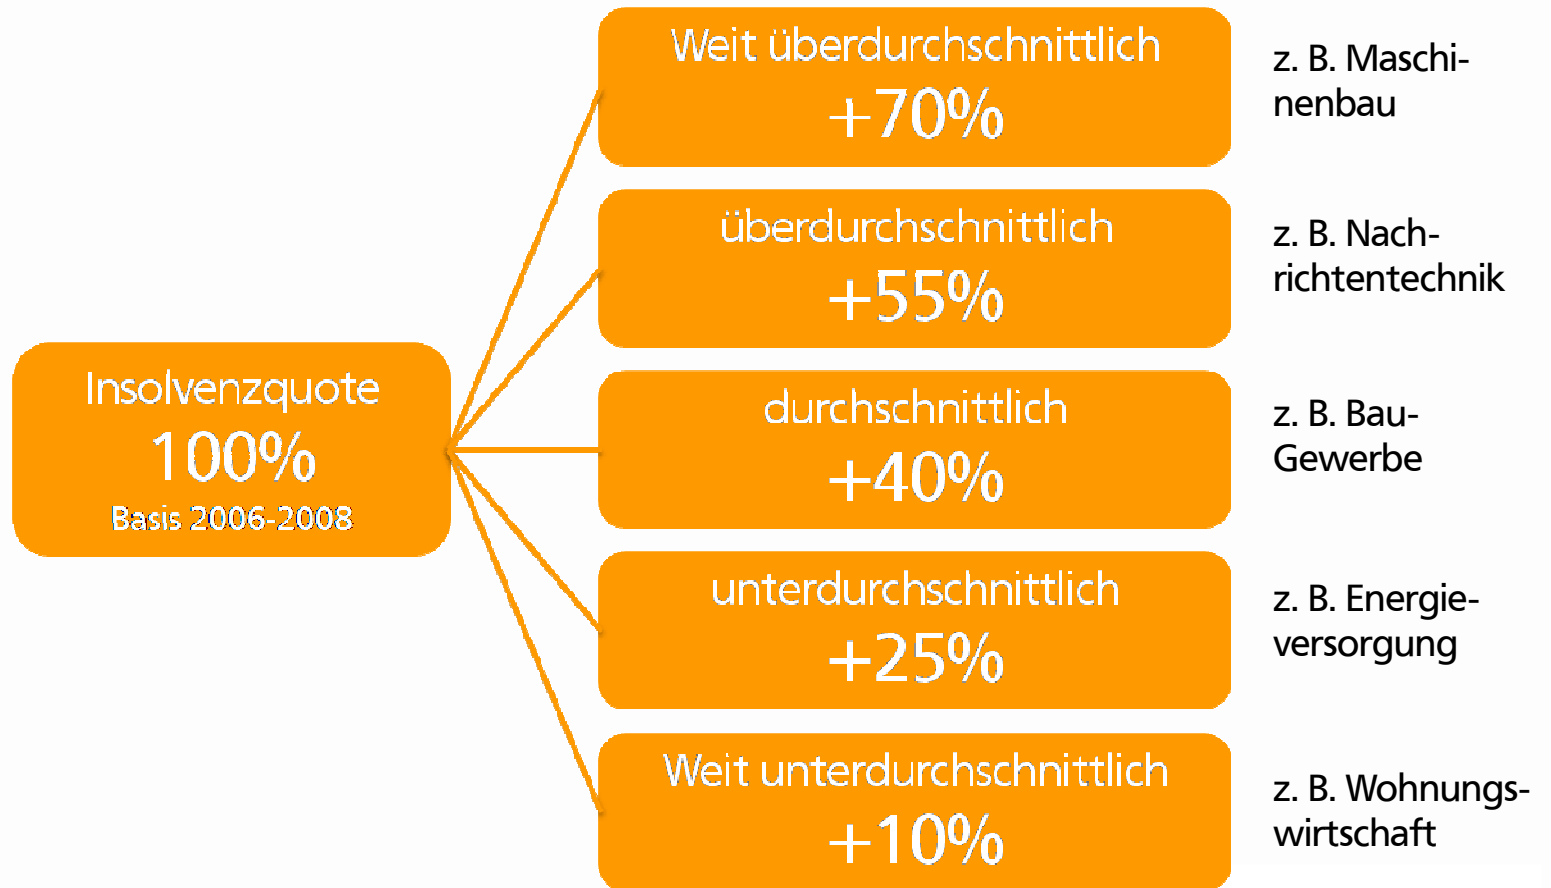 Weit überdurchschnittlich
+70%
z. B. Maschi-
nenbau
überdurchschnittlich
+55%
z. B. Nach-
richtentechnik
Insolvenzquote
100%
Basis 2006-2008
durchschnittlich
+40%
z. B. Bau-
Gewerbe
unterdurchschnittlich
+25%
z. B. Energie-
versorgung
Weit unterdurchschnittlich
+10%
z. B. Wohnungs-
wirtschaft